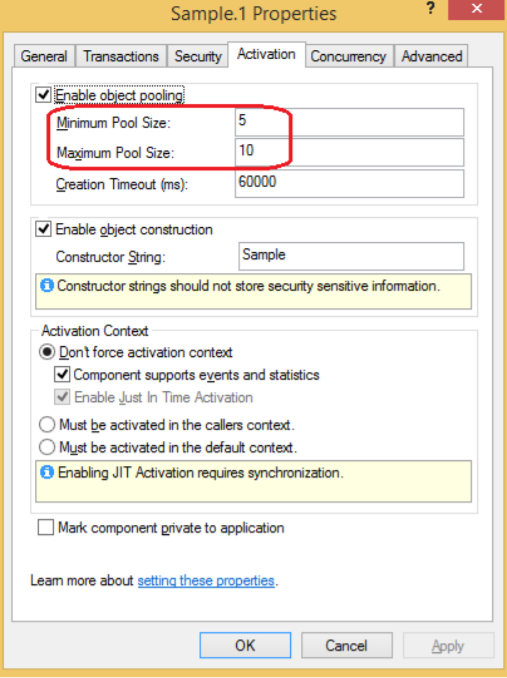 Sample.1 Properties
? ×
General Transactions Security Activation Concurrency Advanced
Enable object pooling
Minimum Pool Size: 5
Maximum Pool Size: 10
Creation Timeout (ms): 60000
Enable object construction
Constructor String: Sample
Constructor strings should not store security sensitive information.
Activation Context
Don't force activation context
Component supports events and statistics
Enable Just In Time Activation
Must be activated in the callers context.
Must be activated in the default context.
Enabling JIT Activation requires synchronization.
Mark component private to application
Learn more about setting these properties.
OK Cancel Apply